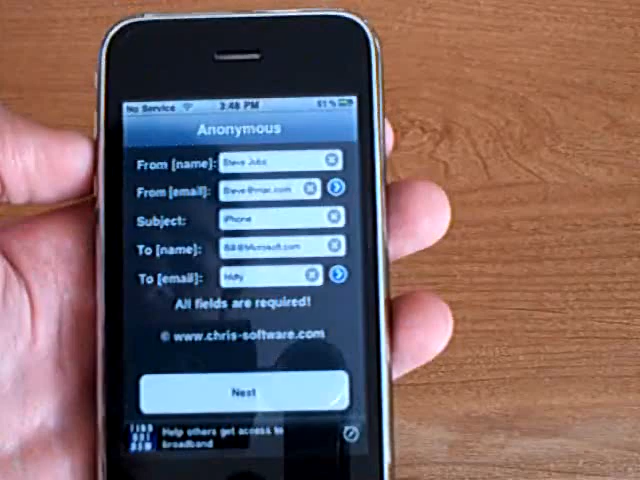 No Service 3:48 PM 51%
Anonymous
From [name]: Steve Jobs
From [email]: Steve@mac.com
Subject: iPhone
To [name]: Bill@Microsoft.com
To [email]:
All fields are required!
© www.chris-software.com
Next
Help others get access to
broadband